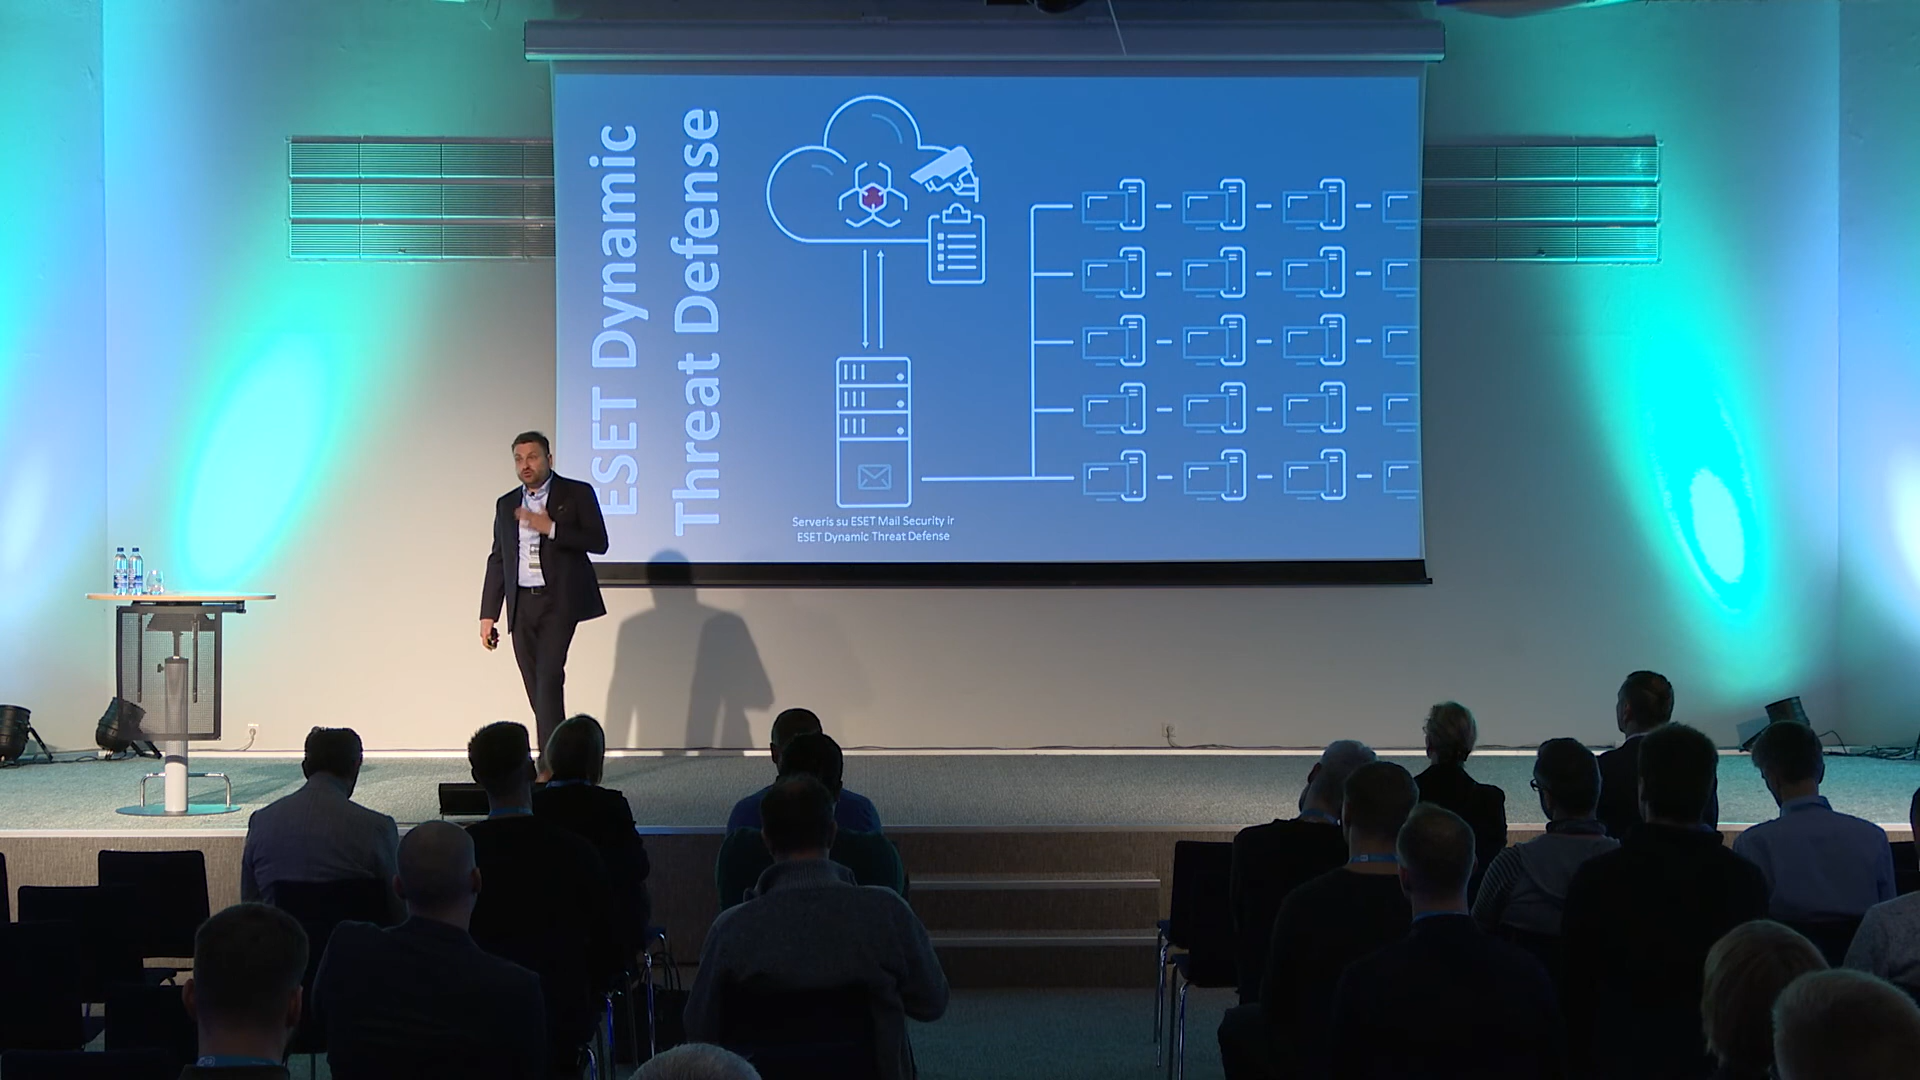 ESET Dynamic
Threat Defense
Serveris su ESET Mail Security ir
ESET Dynamic Threat Defense